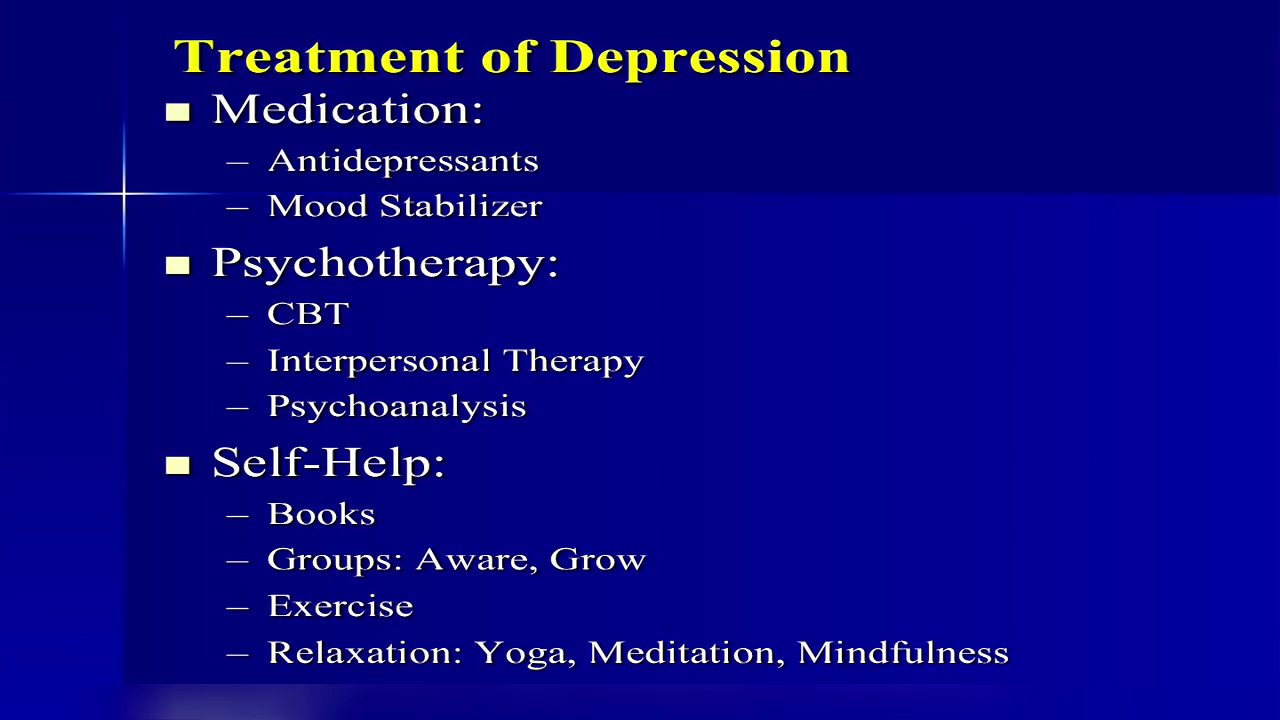 Treatment of Depression
Medication:
– Antidepressants
– Mood Stabilizer
Psychotherapy:
– CBT
– Interpersonal Therapy
– Psychoanalysis
Self-Help:
– Books
– Groups: Aware, Grow
– Exercise
– Relaxation: Yoga, Meditation, Mindfulness